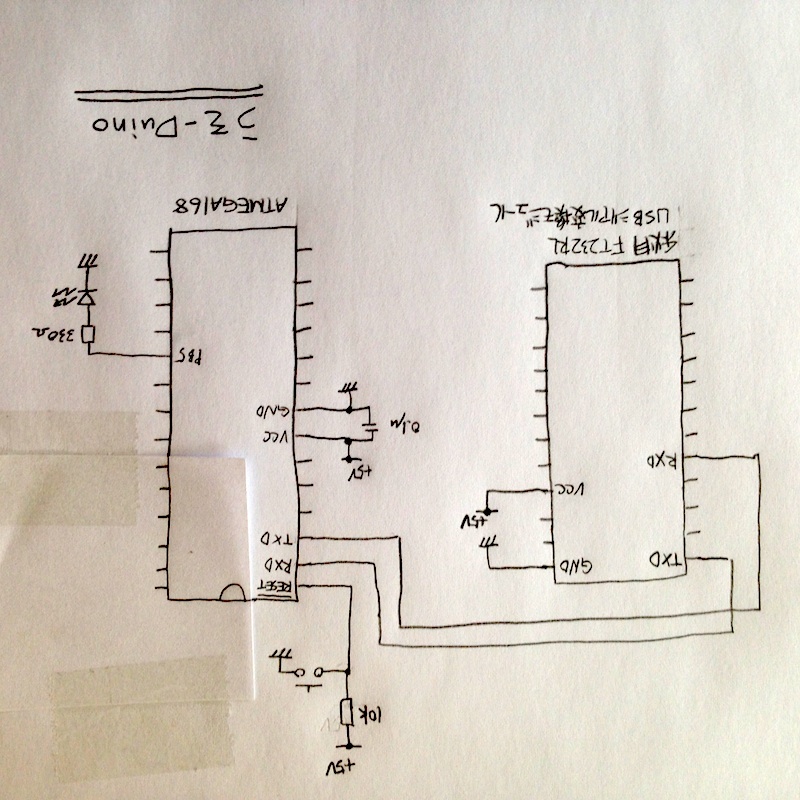 +5V
10k
RESET
RXD
TXD
TXD
GND
+5V
VCC
RXD
+5V
0.1μ
VCC
GND
PB5
330Ω
秋月 FT232RL
USBシリアル変換モジュール
ATMEGA168
うそ-Duino